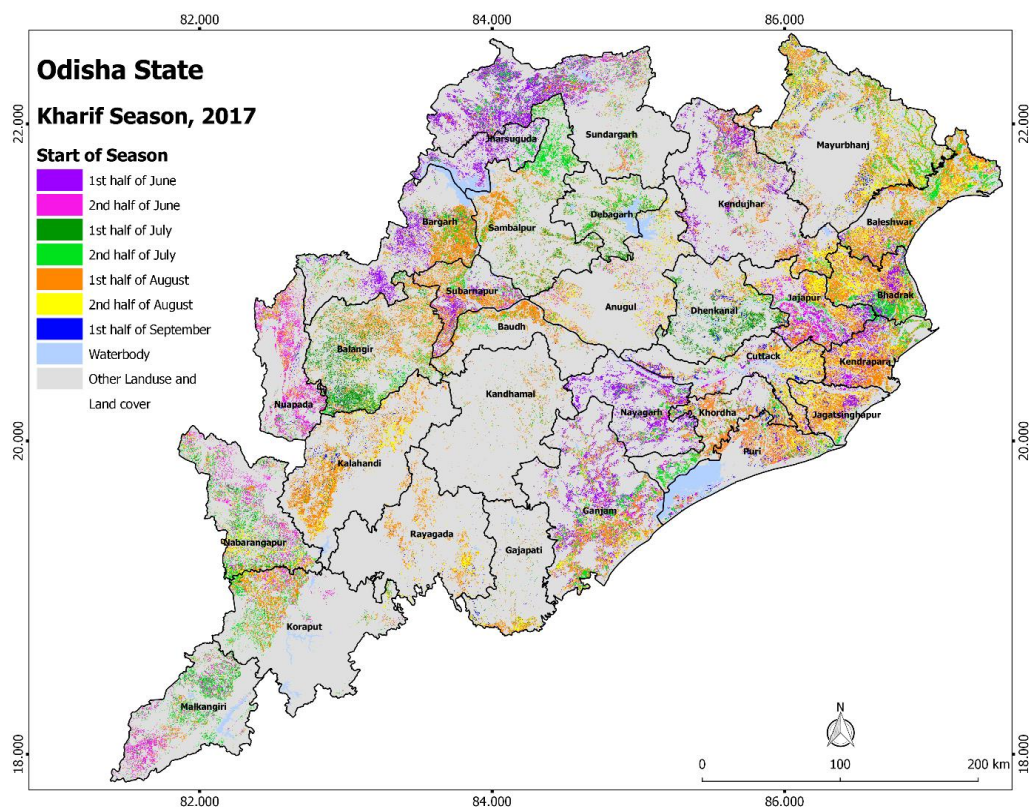 82.000 84.000 86.000
Odisha State
Kharif Season, 2017
Start of Season
1st half of June
2nd half of June
1st half of July
2nd half of July
1st half of August
2nd half of August
1st half of September
Waterbody
Other Landuse and
Land cover
22.000 22.000
Jharsuguda
Sundargarh
Mayurbhanj
Kendujhar
Bargarh
Sambalpur
Debagarh
Baleshwar
Subarnapur
Baudh
Anugul
Dhenkanal
Jajapur
Bhadrak
Balangir
Cuttack
Kendrapara
Kandhamal
Nuapada
Nayagarh
Khordha
Jagatsinghapur
20.000 20.000
Kalahandi
Puri
Ganjam
Rayagada
Gajapati
Nabarangapur
Koraput
Malkangiri
N
18.000 18.000
0 100 200 km
82.000 84.000 86.000